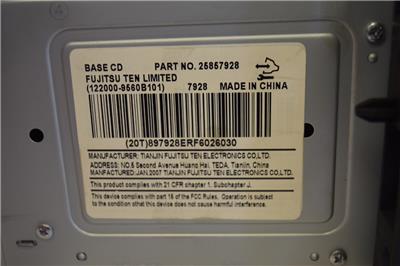 BASE CD PART NO. 25857928
FUJITSU TEN LIMITED
(122000-9560B101) 7928 MADE IN CHINA
(20T)897928ERF6026030
MANUFACTURER: TIANJIN FUJITSU TEN ELECTRONICS CO,LTD.
ADDRESS: NO.6 Second Avenue Huang Hai, TEDA, Tianjin, China
MANUFACTURED:JAN.2007 TIANJIN FUJITSU TEN ELECTRONICS CO,LTD.
This product complies with 21 CFR chapter 1. Subchapter J.
This device complies with part 15 of the FCC Rules. Operation is subject
to the condition that this device does not cause harmful interference.